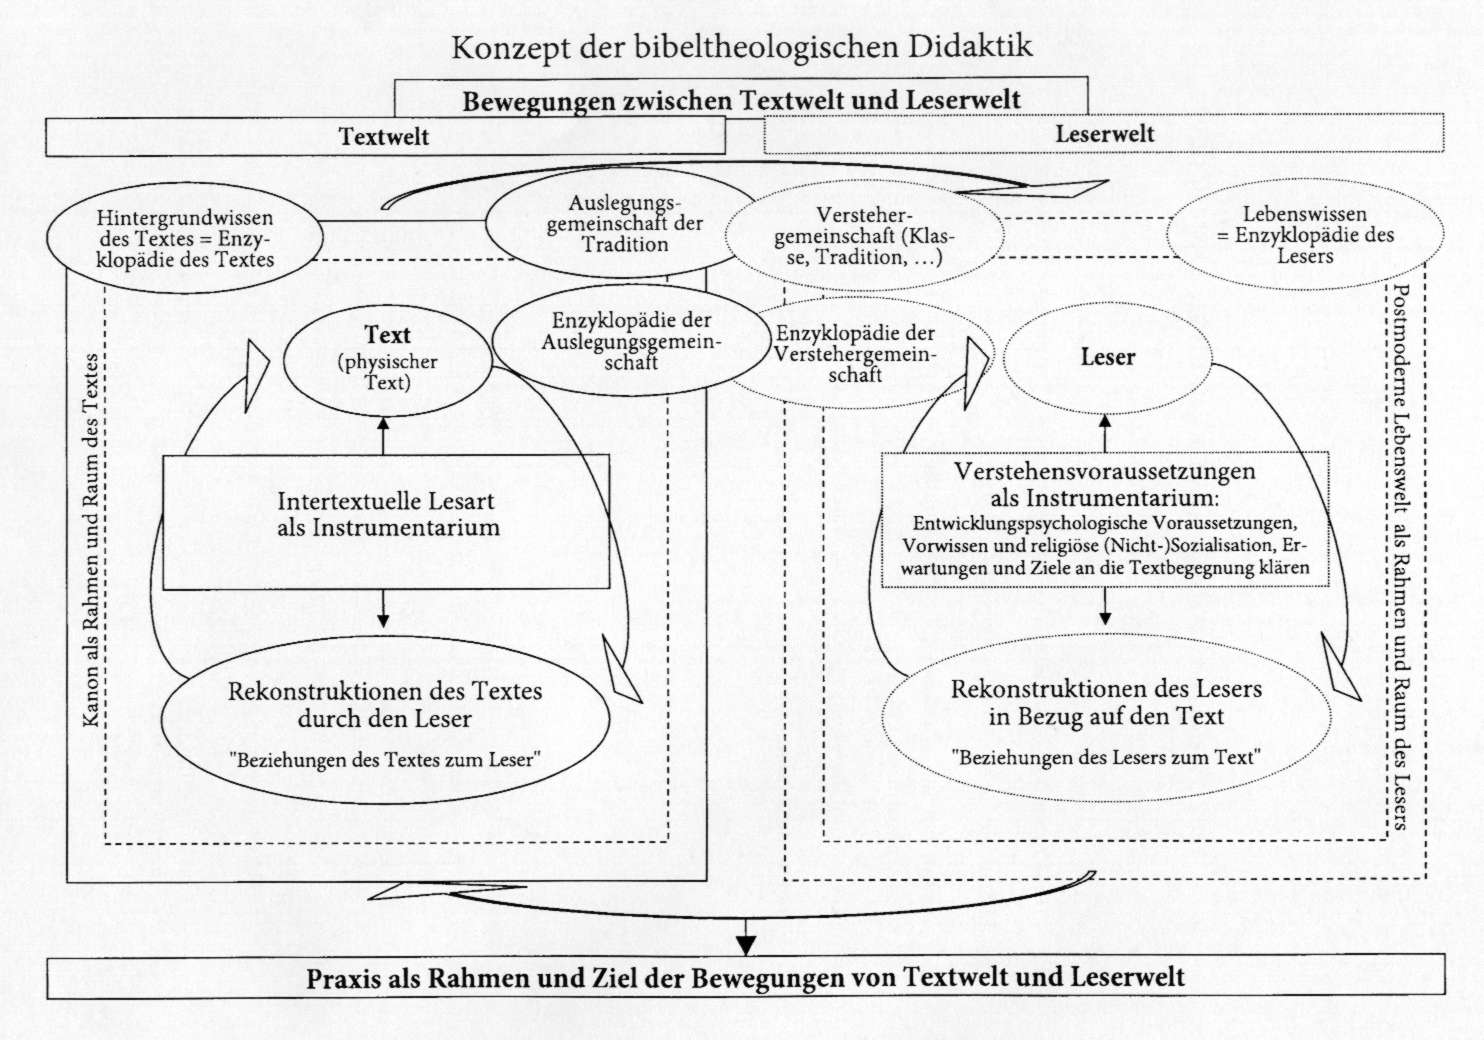 Konzept der bibeltheologischen Didaktik
Bewegungen zwischen Textwelt und Leserwelt
Textwelt
Leserwelt
Hintergrundwissen
des Textes = Enzy-
klopädie des Textes
Auslegungs-
gemeinschaft der
Tradition
Versteher-
gemeinschaft (Klas-
se, Tradition, …)
Lebenswissen
= Enzyklopädie des
Lesers
Text
(physischer
Text)
Enzyklopädie der
Auslegungsgemein-
schaft
Enzyklopädie der
Verstehergemein-
schaft
Leser
Kanon als Rahmen und Raum des Textes
Intertextuelle Lesart
als Instrumentarium
Verstehensvoraussetzungen
als Instrumentarium:
Entwicklungspsychologische Voraussetzungen,
Vorwissen und religiöse (Nicht-)Sozialisation, Er-
wartungen und Ziele an die Textbegegnung klären
Postmoderne Lebenswelt als Rahmen und Raum des Lesers
Rekonstruktionen des Textes
durch den Leser
"Beziehungen des Textes zum Leser"
Rekonstruktionen des Lesers
in Bezug auf den Text
"Beziehungen des Lesers zum Text"
Praxis als Rahmen und Ziel der Bewegungen von Textwelt und Leserwelt